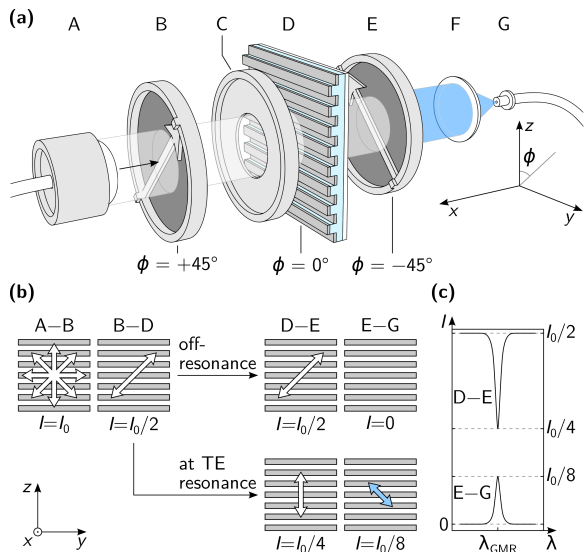 (a) A B C D E F G
z
ϕ
x y
ϕ = +45° ϕ = 0° ϕ = −45°
(b) (c)
A−B B−D D−E E−G
off-
resonance
I=I₀ I=I₀/2 I=I₀/2 I=0
at TE
resonance
I=I₀/4 I=I₀/8
z
x y
I
I₀/2
D−E
I₀/4
I₀/8
E−G
0
λGMR λ